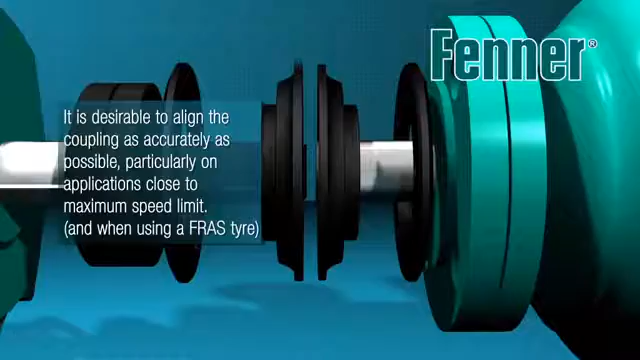 Fenner®
It is desirable to align the
coupling as accurately as
possible, particularly on
applications close to
maximum speed limit.
(and when using a FRAS tyre)